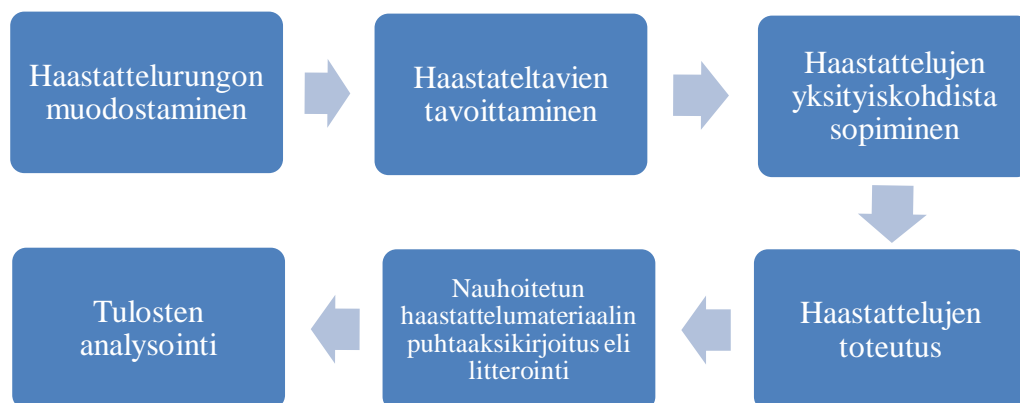 Haastattelurungon
muodostaminen
Haastateltavien
tavoittaminen
Haastattelujen
yksityiskohdista
sopiminen
Haastattelujen
toteutus
Nauhoitetun
haastattelumateriaalin
puhtaaksikirjoitus eli
litterointi
Tulosten
analysointi